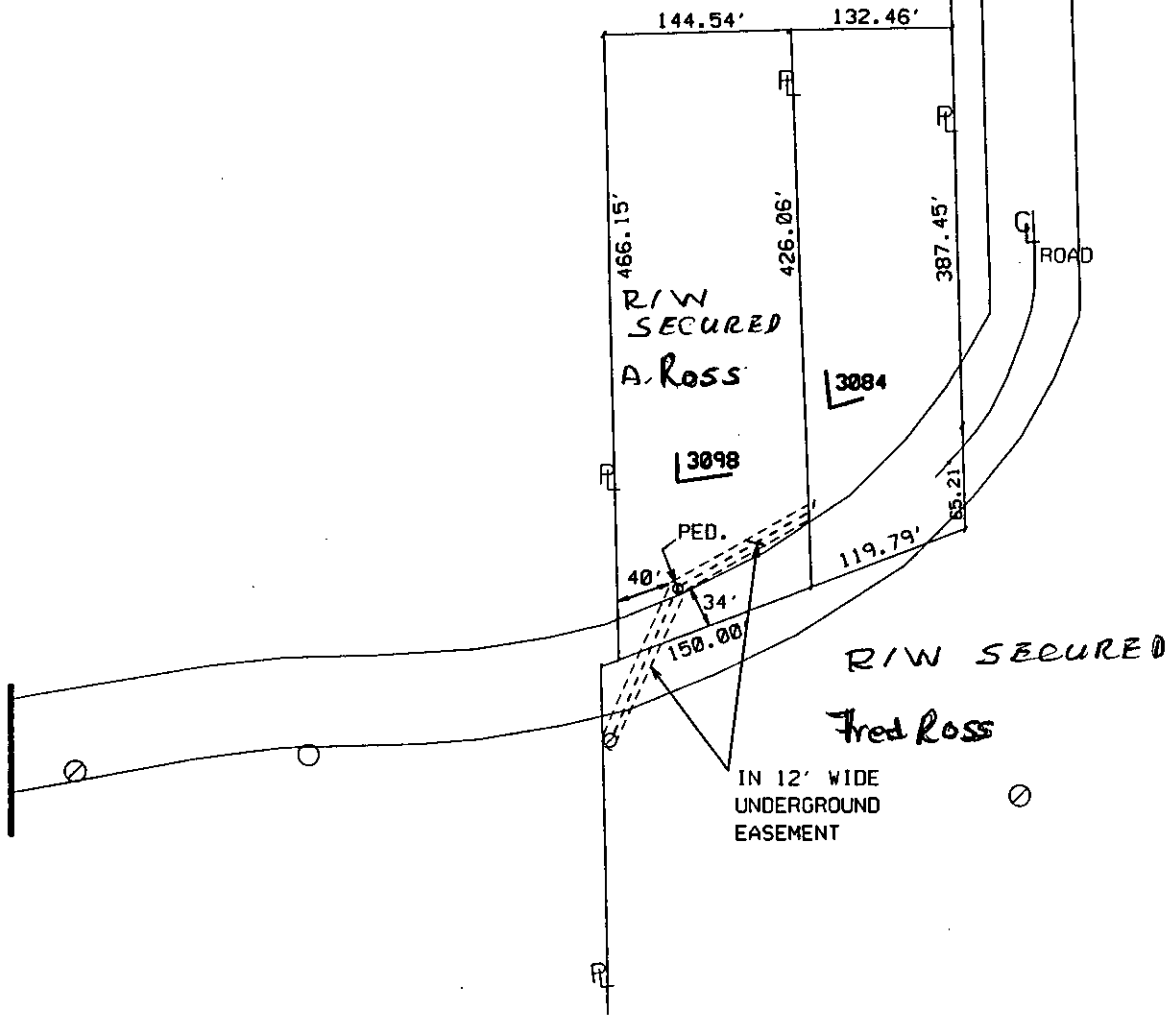 144.54'
132.46'
PL
PL
466.15'
426.06'
387.45'
CL
ROAD
R/W
SECURED
A. Ross
3084
3098
PL
PED.
65.21'
119.79'
40'
34'
150.00'
R/W SECURED
Fred Ross
IN 12' WIDE
UNDERGROUND
EASEMENT
PL